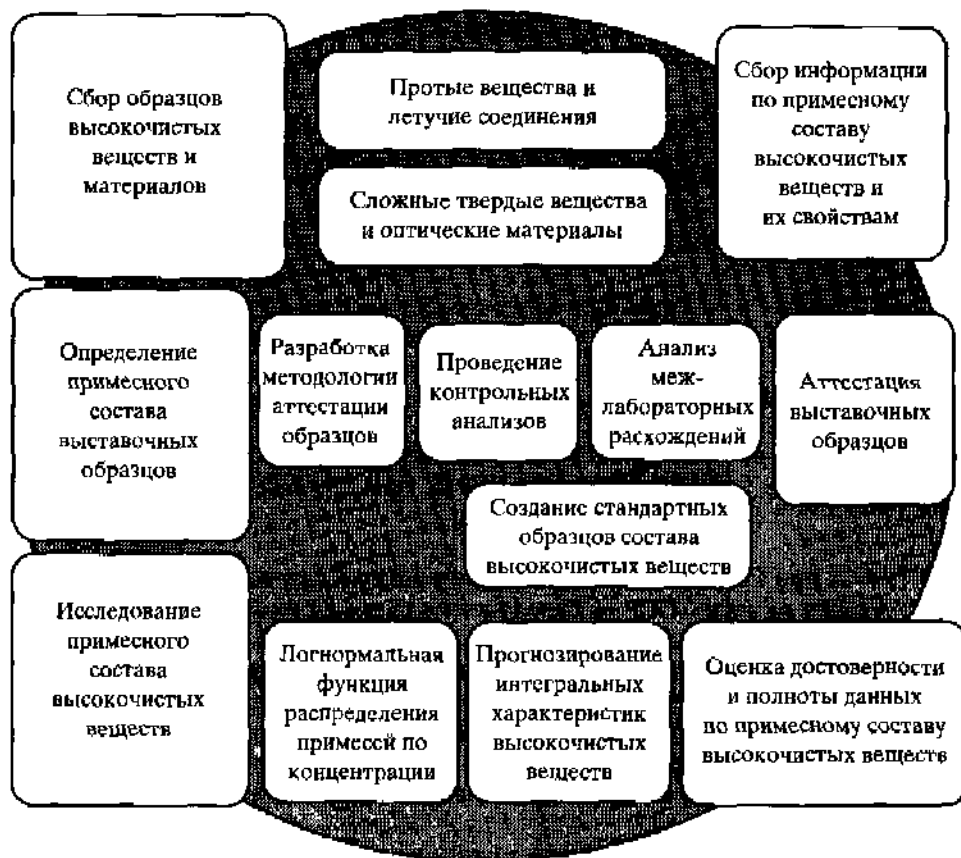 Сбор образцов
высокочистых
веществ и
материалов
Протые вещества и
летучие соединения
Сложные твердые вещества
и оптические материалы
Сбор информации
по примесному
составу
высокочистых
веществ и
их свойствам
Определение
примесного
состава
выставочных
образцов
Разработка
методологии
аттестации
образцов
Проведение
контрольных
анализов
Анализ
меж-
лабораторных
расхождений
Аттестация
выставочных
образцов
Создание стандартных
образцов состава
высокочистых веществ
Исследование
примесного
состава
высокочистых
веществ
Логнормальная
функция
распределения
примесей по
концентрации
Прогнозирование
интегральных
характеристик
высокочистых
веществ
Оценка достоверности
и полноты данных
по примесному составу
высокочистых веществ